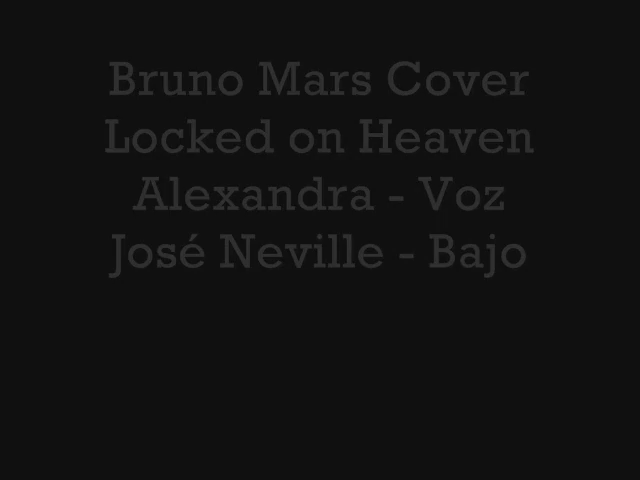 Bruno Mars Cover
Locked on Heaven
Alexandra - Voz
José Neville - Bajo